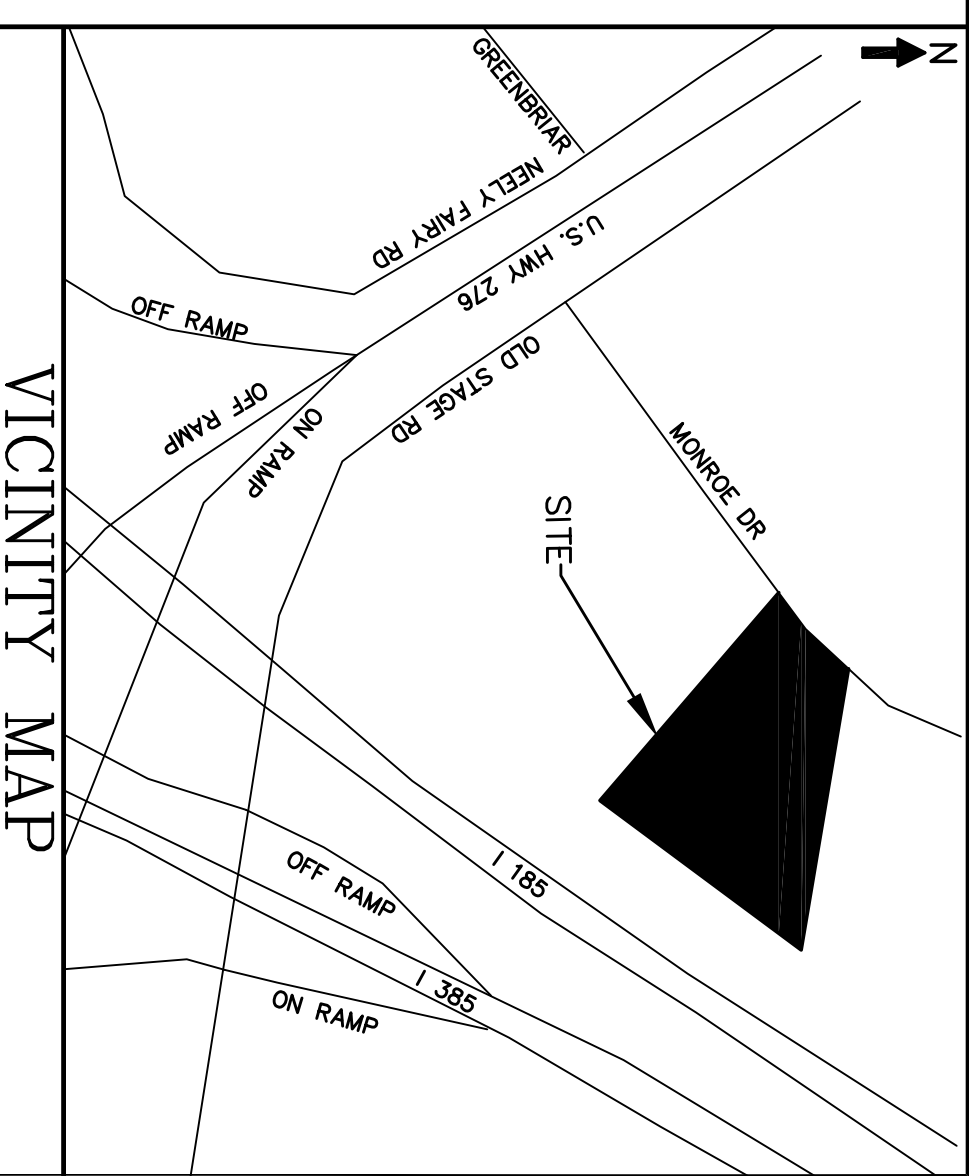 N
GREENBRIAR
NEELY FAIRY RD
U.S. HWY 276
OLD STAGE RD
MONROE DR
SITE
OFF RAMP
OFF RAMP
ON RAMP
I 185
OFF RAMP
I 385
ON RAMP
VICINITY MAP